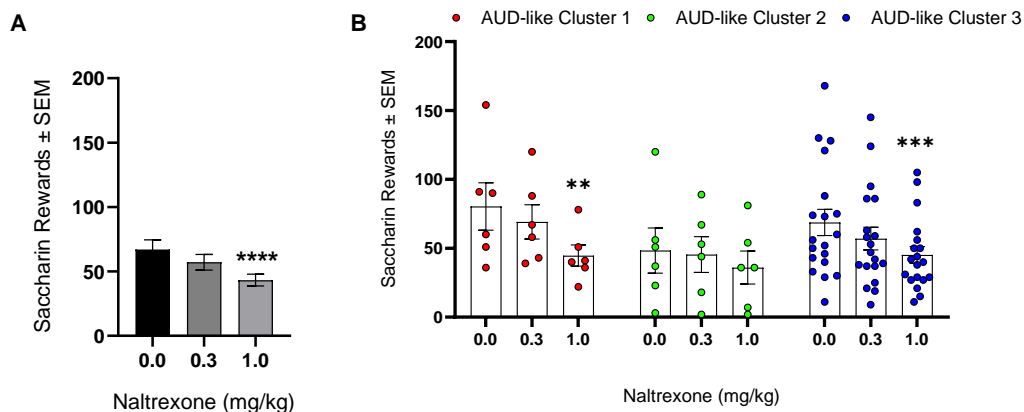 A
Saccharin Rewards ± SEM
200
150
100
50
0
****
0.0 0.3 1.0
Naltrexone (mg/kg)
B
AUD-like Cluster 1 AUD-like Cluster 2 AUD-like Cluster 3
Saccharin Rewards ± SEM
200
150
100
50
0
**
***
0.0 0.3 1.0 0.0 0.3 1.0 0.0 0.3 1.0
Naltrexone (mg/kg)